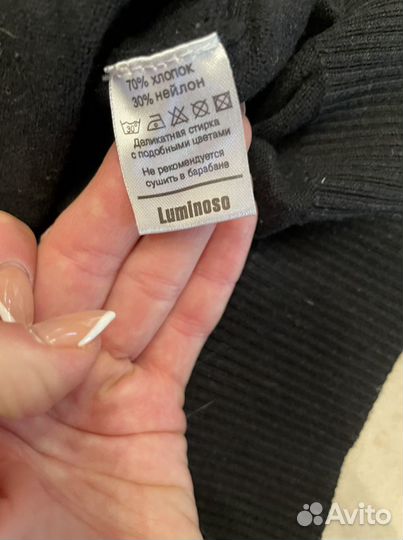 70% хлопок
30% нейлон
Деликатная стирка
с подобными цветами
Не рекомендуется
сушить в барабане
Luminoso
Avito